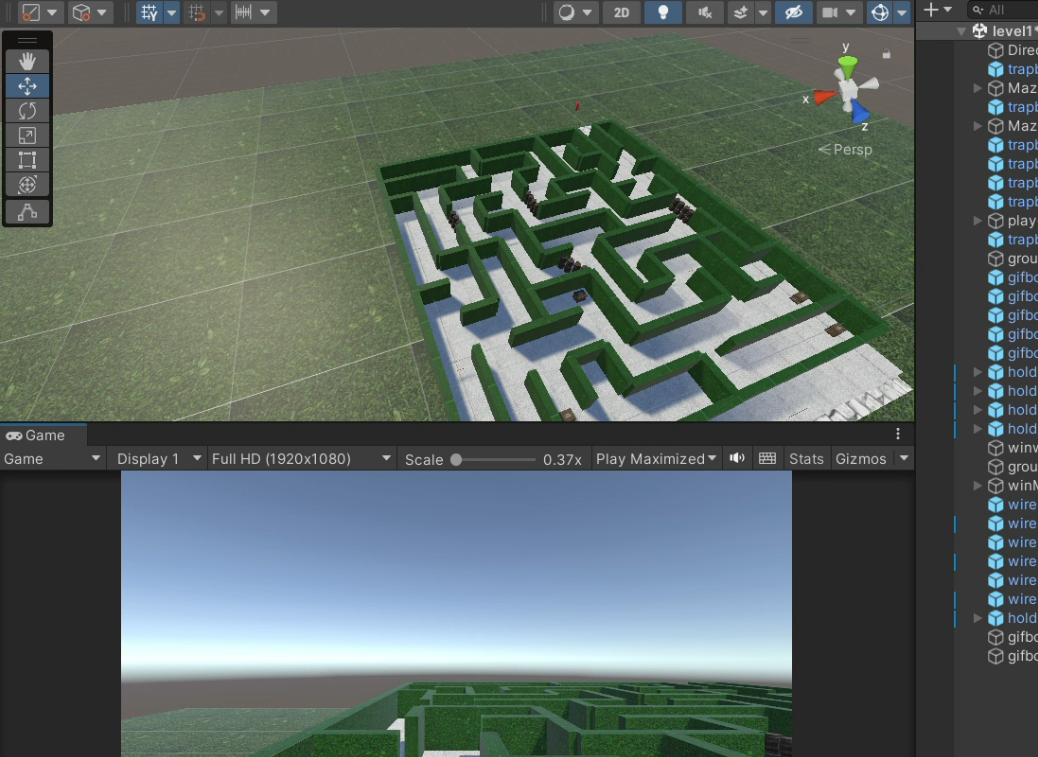 2D
All
level1*
Direc
trapb
Maz
trapb
Maz
trapb
trapb
trapb
trapb
play
trapb
grou
gifbo
gifbo
gifbo
gifbo
gifbo
hold
hold
hold
hold
winw
grou
winM
wire
wire
wire
wire
wire
wire
hold
gifbo
gifbo
y
x
z
Persp
Game
Game
Display 1
Full HD (1920x1080)
Scale
0.37x
Play Maximized
Stats
Gizmos